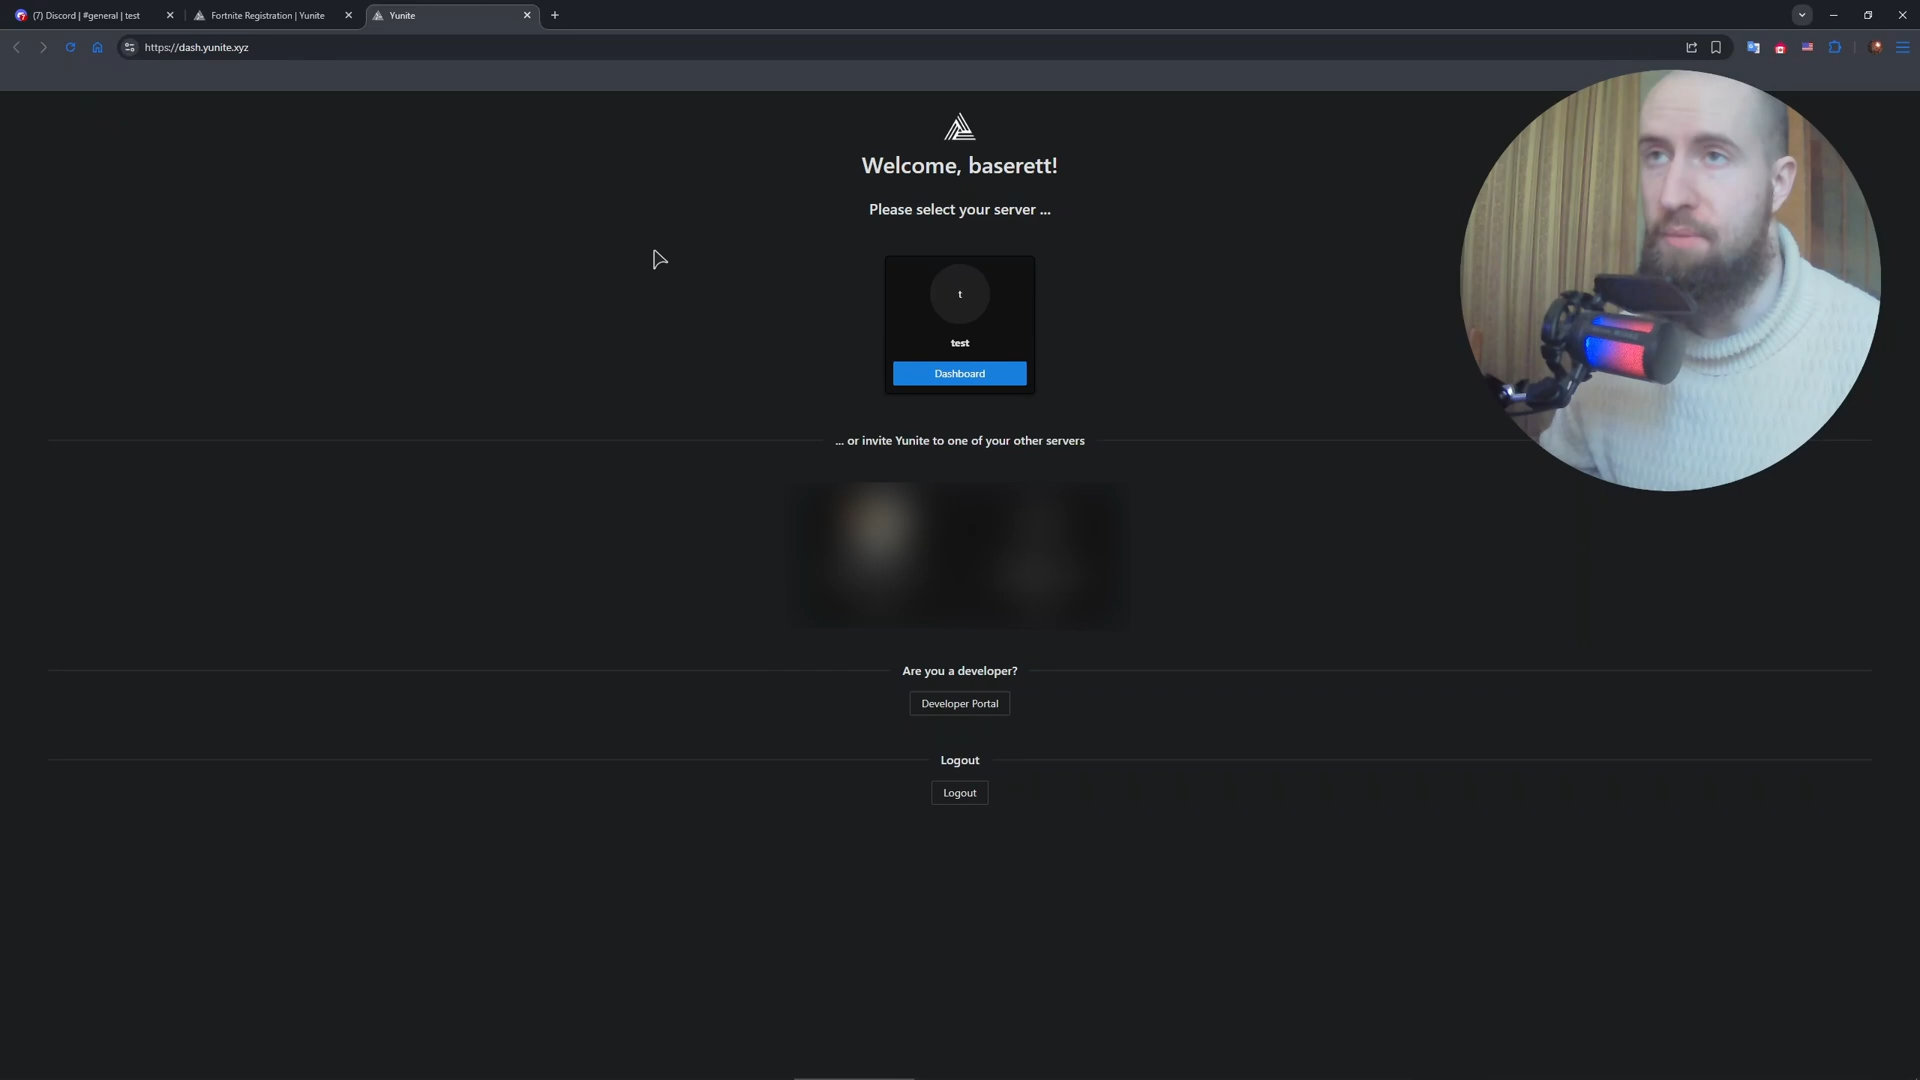 (7) Discord | #general | test
Fortnite Registration | Yunite
Yunite
https://dash.yunite.xyz
Welcome, baserett!
Please select your server ...
t
test
Dashboard
... or invite Yunite to one of your other servers
Are you a developer?
Developer Portal
Logout
Logout